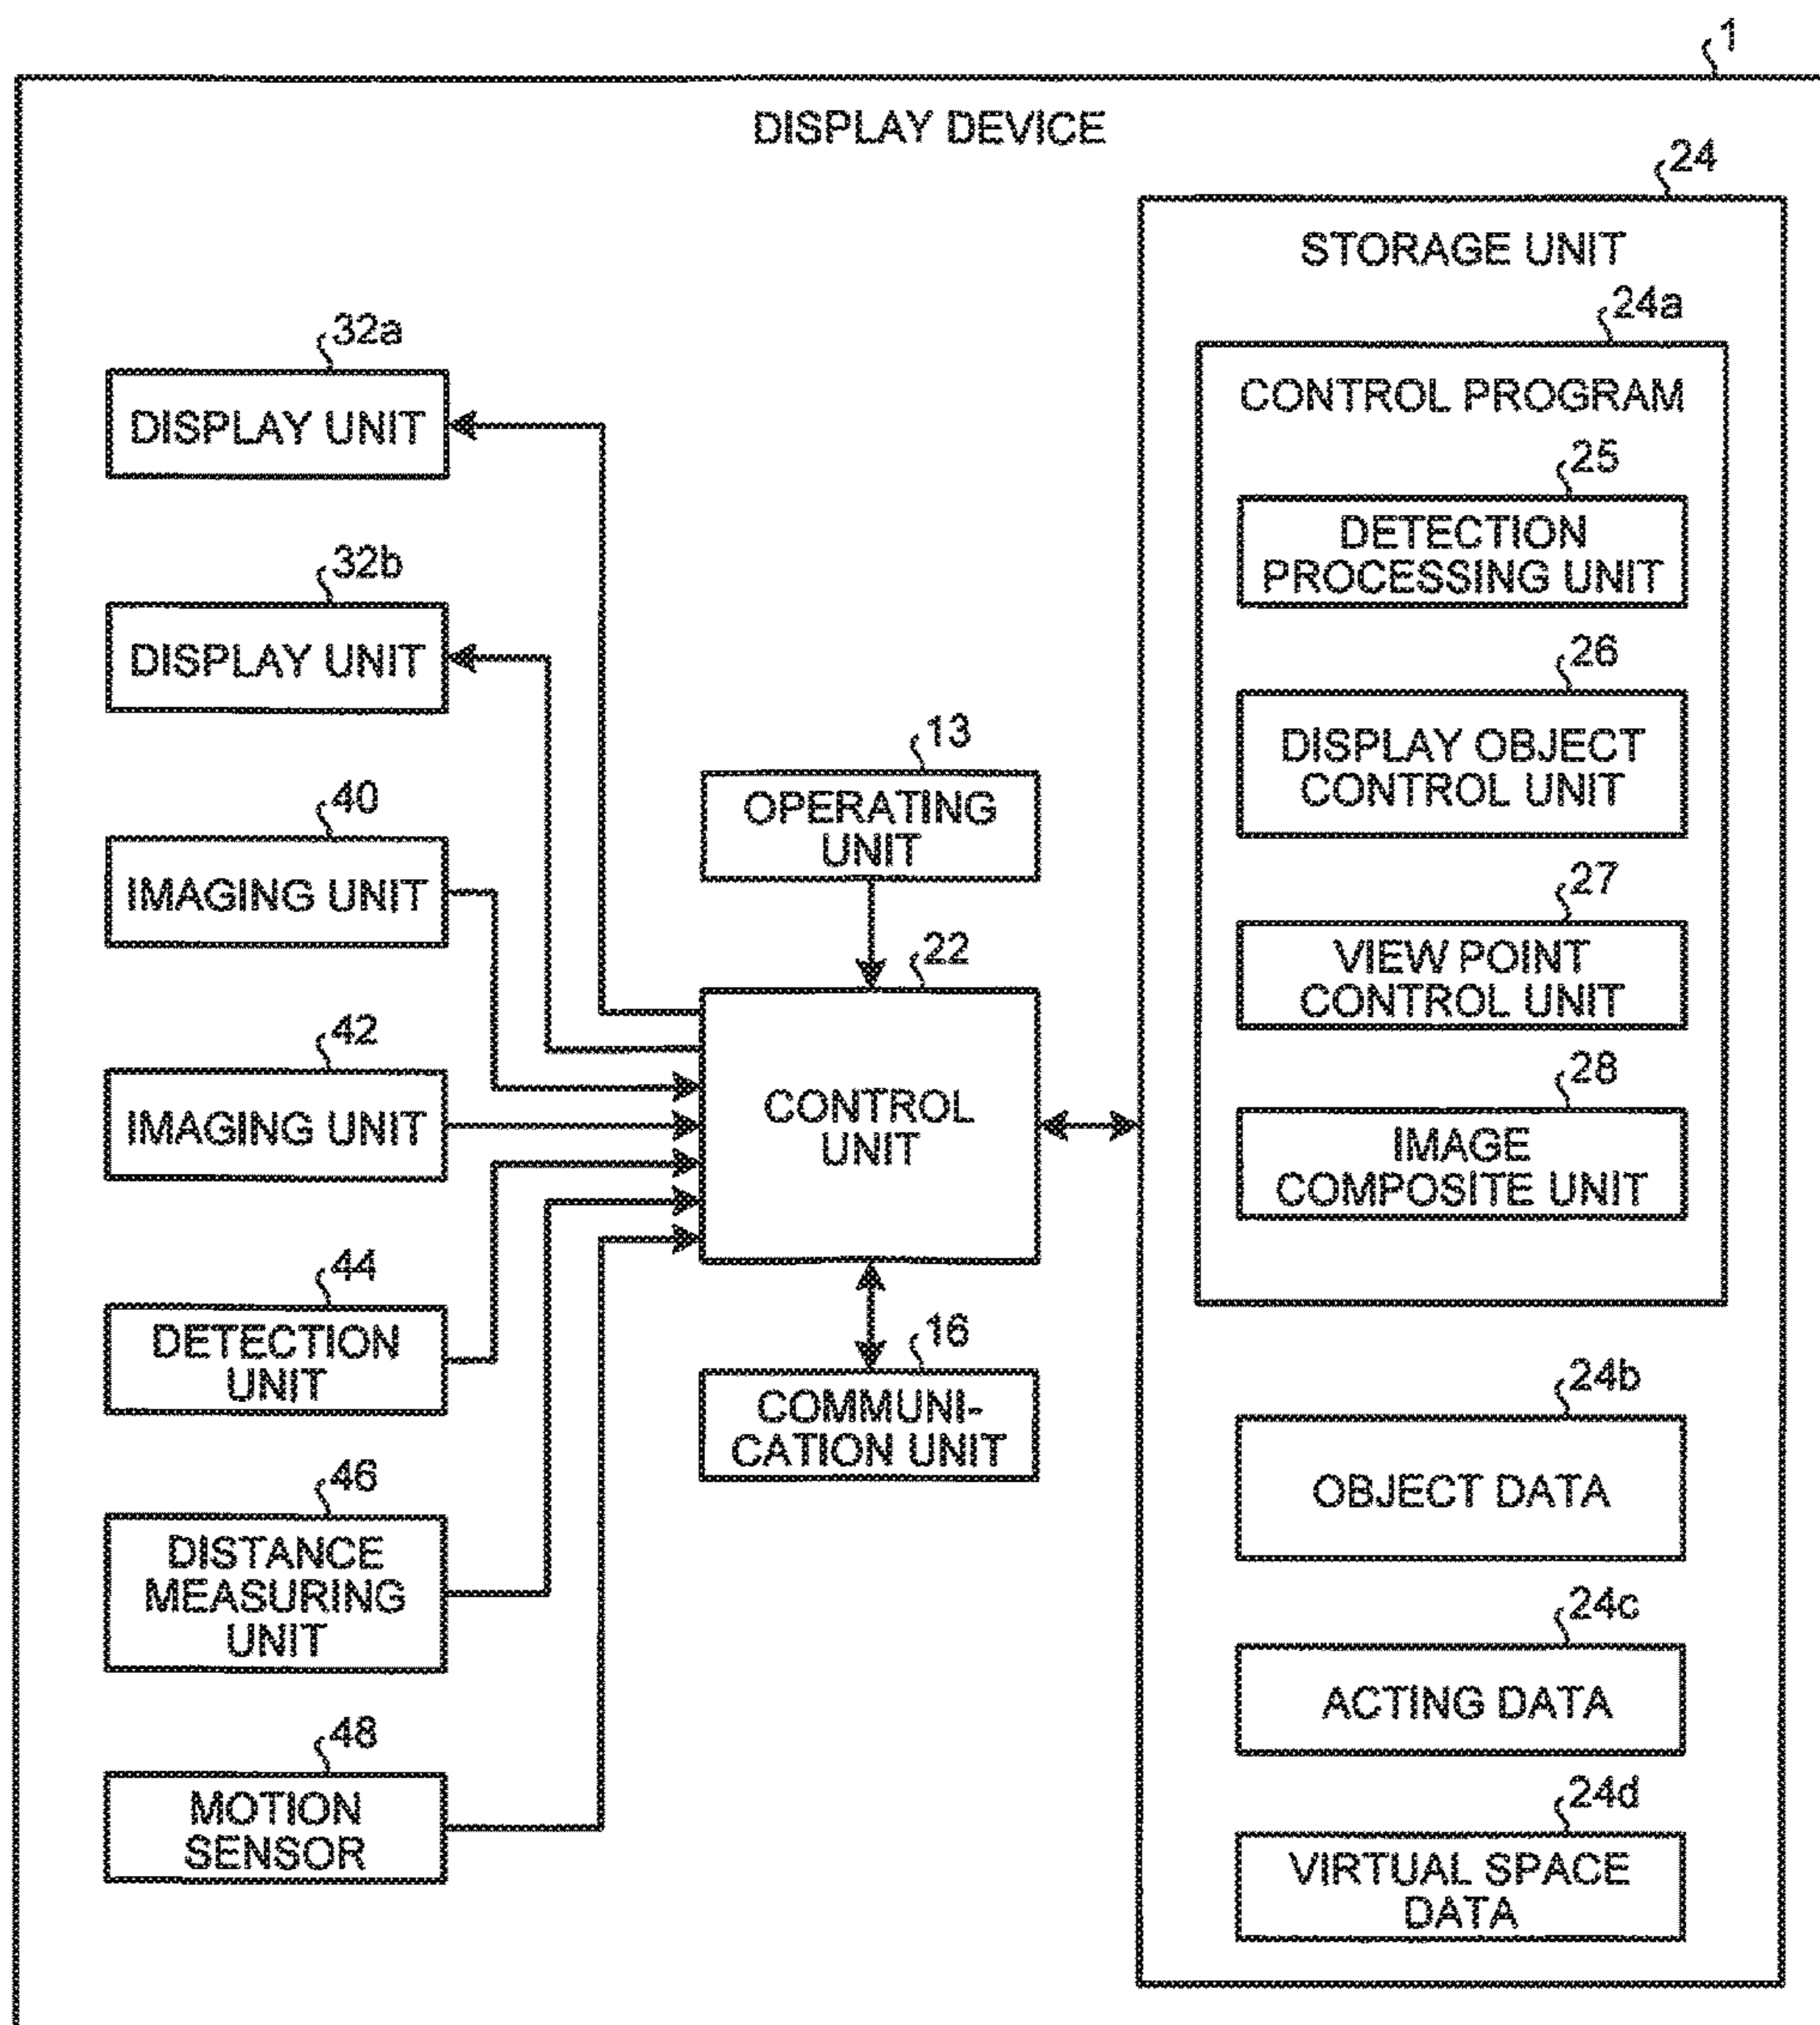 1
DISPLAY DEVICE
24
STORAGE UNIT
24a
CONTROL PROGRAM
25
DETECTION
PROCESSING UNIT
26
DISPLAY OBJECT
CONTROL UNIT
27
VIEW POINT
CONTROL UNIT
28
IMAGE
COMPOSITE UNIT
24b
OBJECT DATA
24c
ACTING DATA
24d
VIRTUAL SPACE
DATA
32a
DISPLAY UNIT
32b
DISPLAY UNIT
40
IMAGING UNIT
42
IMAGING UNIT
44
DETECTION
UNIT
46
DISTANCE
MEASURING
UNIT
48
MOTION
SENSOR
13
OPERATING
UNIT
22
CONTROL
UNIT
16
COMMUNI-
CATION UNIT